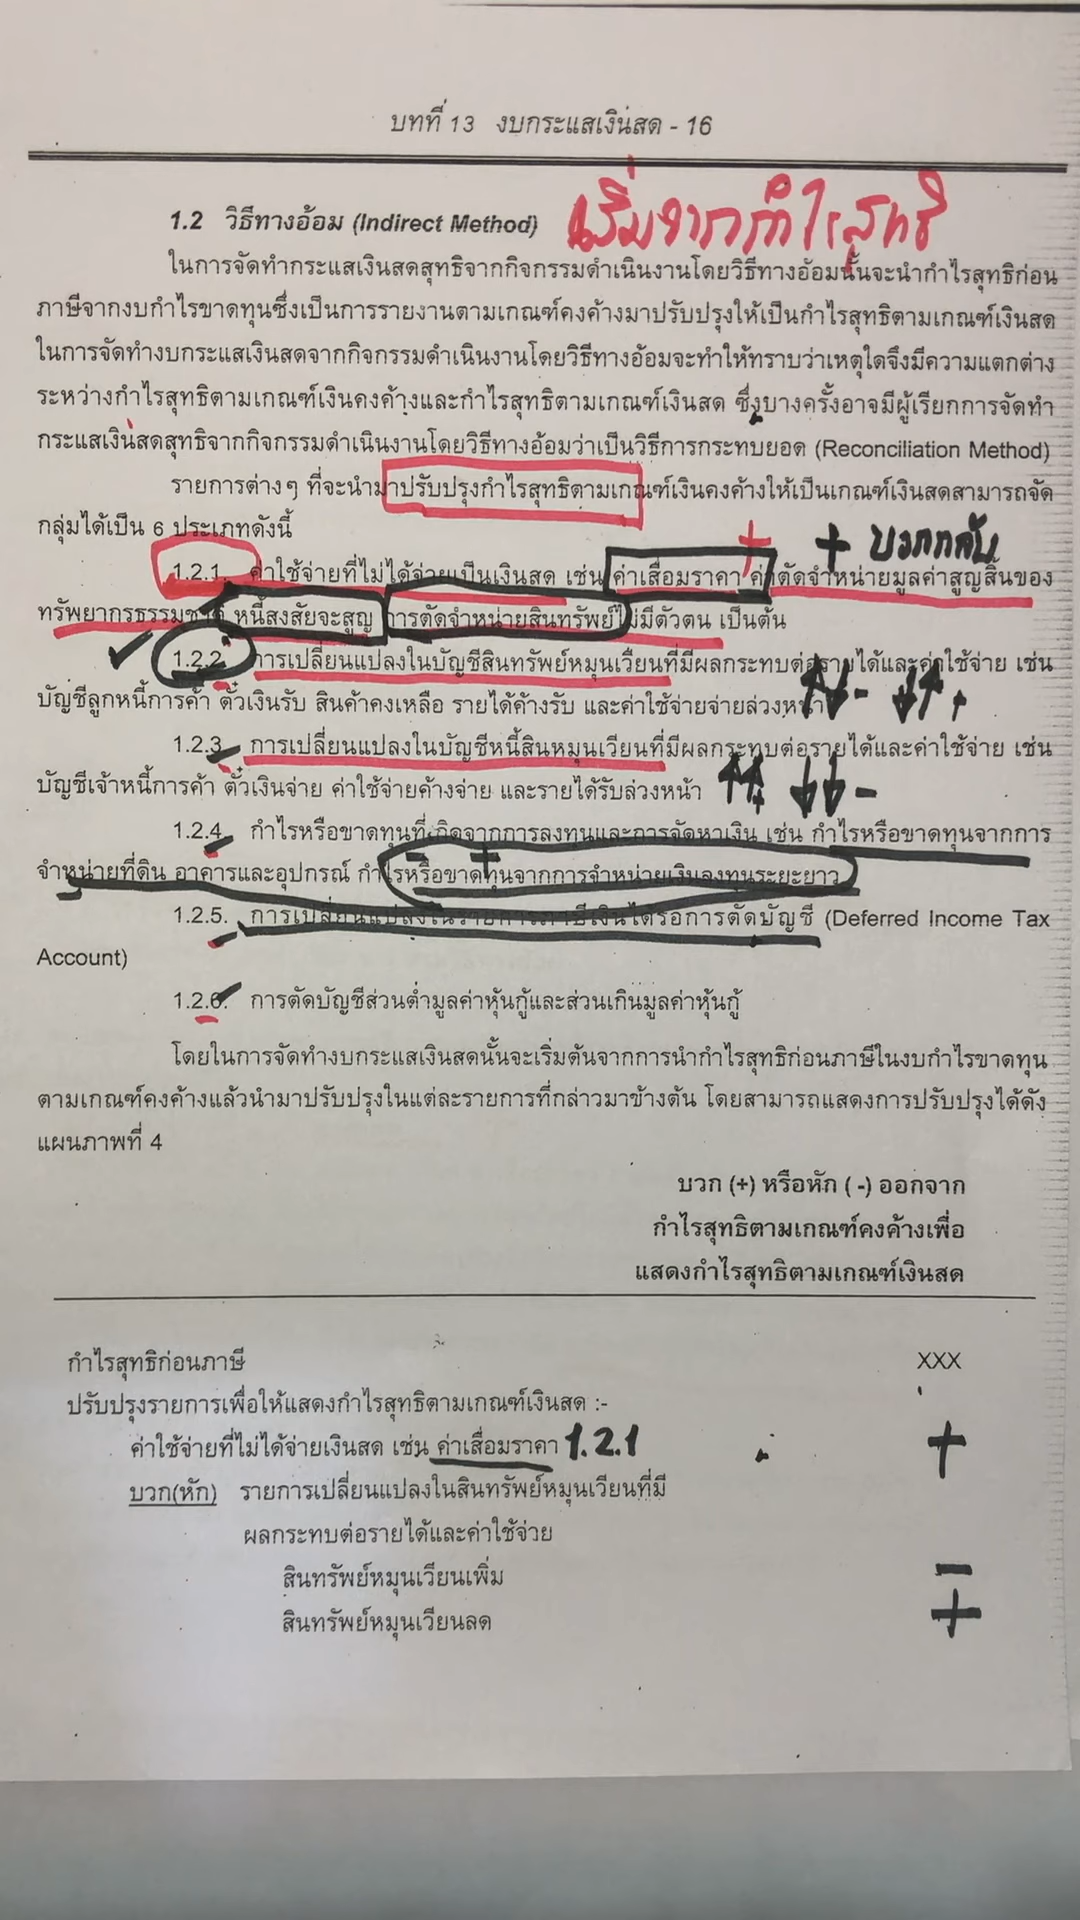 บทที่ 13 งบกระแสเงินสด - 16
1.2 วิธีทางอ้อม (Indirect Method) เริ่มจากกำไรสุทธิ
ในการจัดทำกระแสเงินสดสุทธิจากกิจกรรมดำเนินงานโดยวิธีทางอ้อมนั้นจะนำกำไรสุทธิก่อน
ภาษีจากงบกำไรขาดทุนซึ่งเป็นการรายงานตามเกณฑ์คงค้างมาปรับปรุงให้เป็นกำไรสุทธิตามเกณฑ์เงินสด
ในการจัดทำงบกระแสเงินสดจากกิจกรรมดำเนินงานโดยวิธีทางอ้อมจะทำให้ทราบว่าเหตุใดจึงมีความแตกต่าง
ระหว่างกำไรสุทธิตามเกณฑ์เงินคงค้างและกำไรสุทธิตามเกณฑ์เงินสด ซึ่งบางครั้งอาจมีผู้เรียกการจัดทำ
กระแสเงินสดสุทธิจากกิจกรรมดำเนินงานโดยวิธีทางอ้อมว่าเป็นวิธีการกระทบยอด (Reconciliation Method)
รายการต่างๆ ที่จะนำมาปรับปรุงกำไรสุทธิตามเกณฑ์เงินคงค้างให้เป็นเกณฑ์เงินสดสามารถจัด
กลุ่มได้เป็น 6 ประเภทดังนี้
+ + บวกกลับ
1.2.1. ค่าใช้จ่ายที่ไม่ได้จ่ายเป็นเงินสด เช่น ค่าเสื่อมราคา ค่าตัดจำหน่ายมูลค่าสูญสิ้นของ
ทรัพยากรธรรมชาติ หนี้สงสัยจะสูญ การตัดจำหน่ายสินทรัพย์ไม่มีตัวตน เป็นต้น
1.2.2. การเปลี่ยนแปลงในบัญชีสินทรัพย์หมุนเวียนที่มีผลกระทบต่อรายได้และค่าใช้จ่าย เช่น
บัญชีลูกหนี้การค้า ตั๋วเงินรับ สินค้าคงเหลือ รายได้ค้างรับ และค่าใช้จ่ายจ่ายล่วงหน้า ↑↓ - ↓↑ +
1.2.3. การเปลี่ยนแปลงในบัญชีหนี้สินหมุนเวียนที่มีผลกระทบต่อรายได้และค่าใช้จ่าย เช่น
บัญชีเจ้าหนี้การค้า ตั๋วเงินจ่าย ค่าใช้จ่ายค้างจ่าย และรายได้รับล่วงหน้า ↑↑ + ↓↓ -
1.2.4. กำไรหรือขาดทุนที่เกิดจากการลงทุนและการจัดหาเงิน เช่น กำไรหรือขาดทุนจากการ
จำหน่ายที่ดิน อาคารและอุปกรณ์ กำไรหรือขาดทุนจากการจำหน่ายเงินลงทุนระยะยาว
- +
1.2.5. การเปลี่ยนแปลงในรายการภาษีเงินได้รอการตัดบัญชี (Deferred Income Tax
Account)
1.2.6. การตัดบัญชีส่วนต่ำมูลค่าหุ้นกู้และส่วนเกินมูลค่าหุ้นกู้
โดยในการจัดทำงบกระแสเงินสดนั้นจะเริ่มต้นจากการนำกำไรสุทธิก่อนภาษีในงบกำไรขาดทุน
ตามเกณฑ์คงค้างแล้วนำมาปรับปรุงในแต่ละรายการที่กล่าวมาข้างต้น โดยสามารถแสดงการปรับปรุงได้ดัง
แผนภาพที่ 4
บวก (+) หรือหัก (-) ออกจาก
กำไรสุทธิตามเกณฑ์คงค้างเพื่อ
แสดงกำไรสุทธิตามเกณฑ์เงินสด
กำไรสุทธิก่อนภาษี XXX
ปรับปรุงรายการเพื่อให้แสดงกำไรสุทธิตามเกณฑ์เงินสด :-
ค่าใช้จ่ายที่ไม่ได้จ่ายเงินสด เช่น ค่าเสื่อมราคา 1.2.1 +
บวก(หัก) รายการเปลี่ยนแปลงในสินทรัพย์หมุนเวียนที่มี
ผลกระทบต่อรายได้และค่าใช้จ่าย
สินทรัพย์หมุนเวียนเพิ่ม -
สินทรัพย์หมุนเวียนลด +